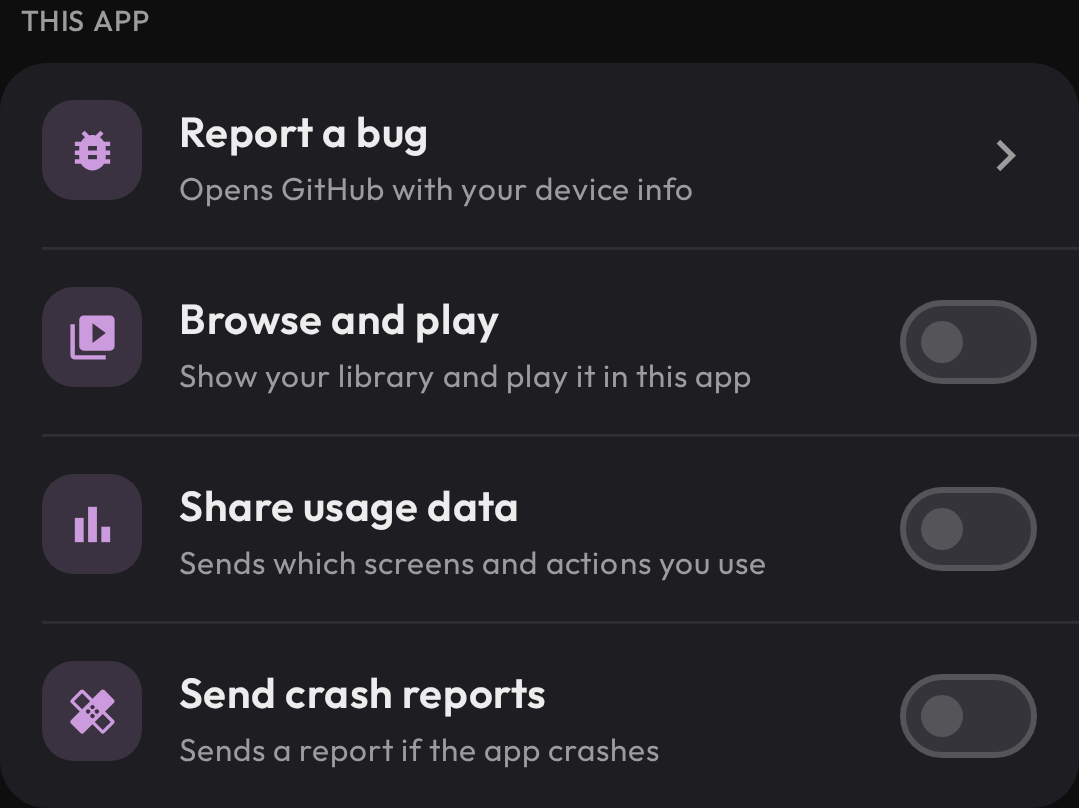 THIS APP
Report a bug
Opens GitHub with your device info
Browse and play
Show your library and play it in this app
Share usage data
Sends which screens and actions you use
Send crash reports
Sends a report if the app crashes